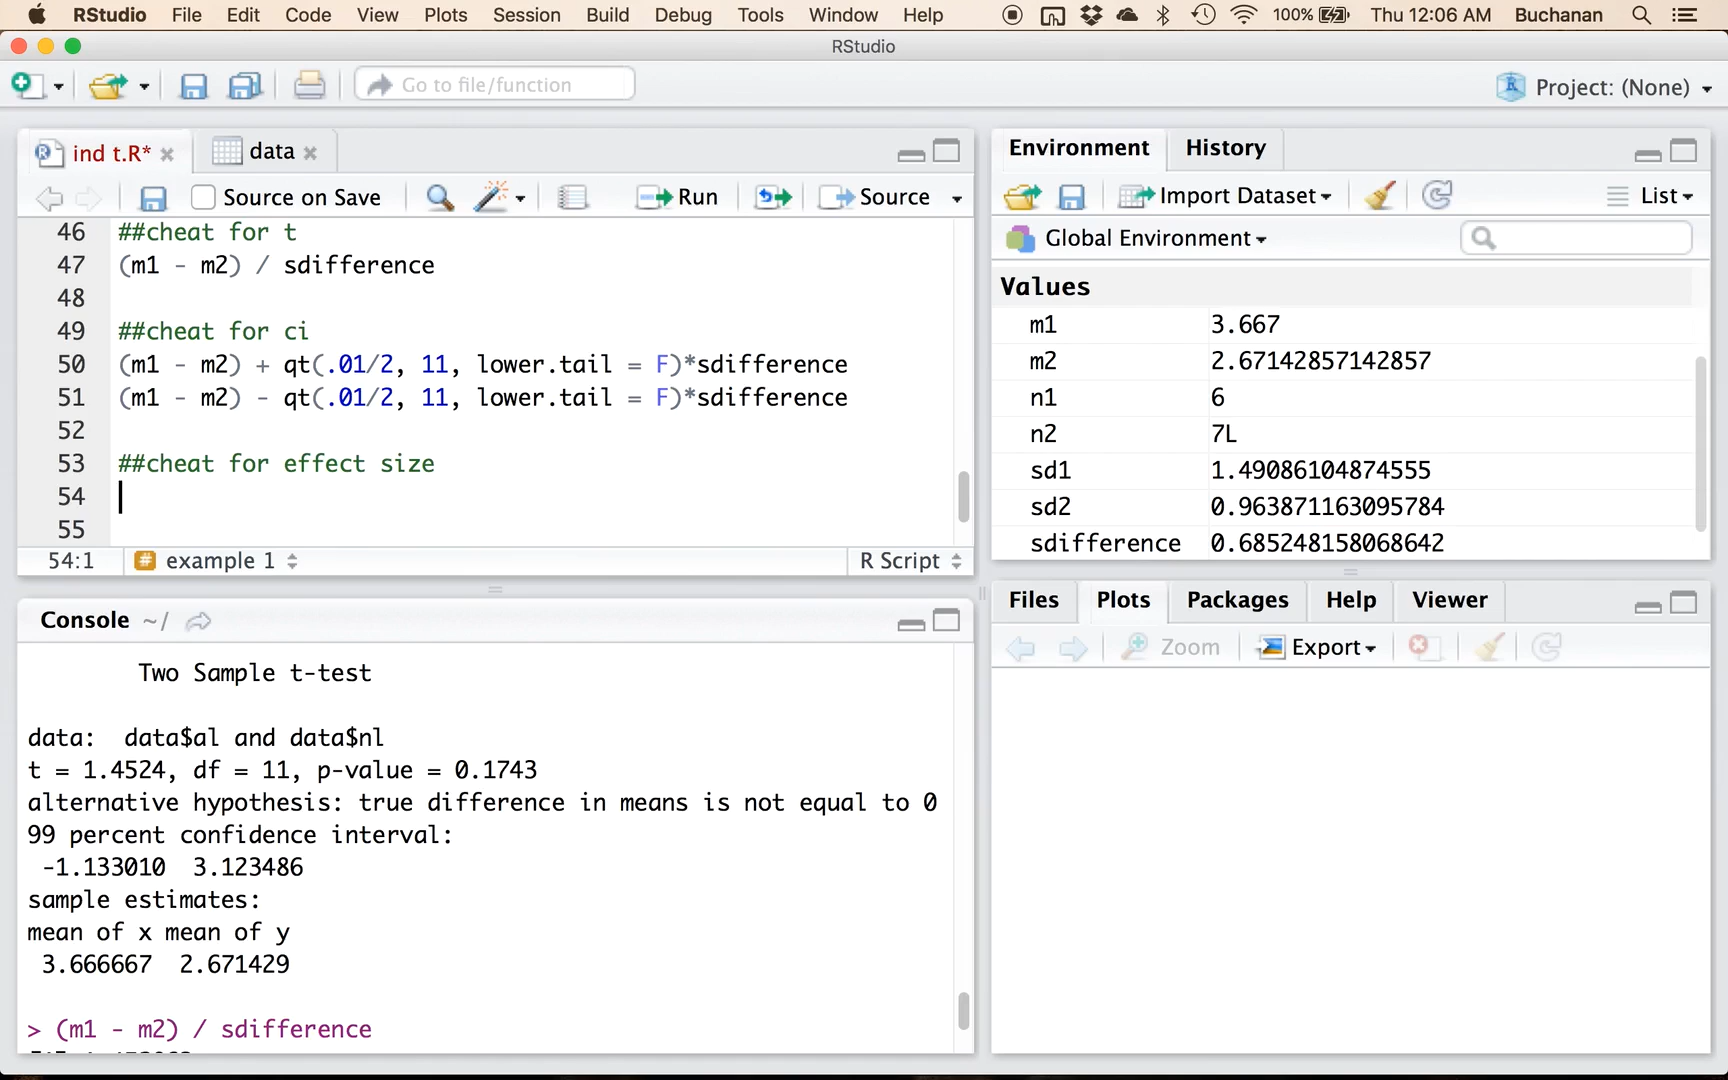 RStudio File Edit Code View Plots Session Build Debug Tools Window Help 100% Thu 12:06 AM Buchanan
RStudio
Go to file/function
Project: (None)
ind t.R*
data
Source on Save
Run
Source
46 ##cheat for t
47 (m1 - m2) / sdifference
48
49 ##cheat for ci
50 (m1 - m2) + qt(.01/2, 11, lower.tail = F)*sdifference
51 (m1 - m2) - qt(.01/2, 11, lower.tail = F)*sdifference
52
53 ##cheat for effect size
54
55
54:1 # example 1 R Script
Console ~/
Two Sample t-test
data: data$al and data$nl
t = 1.4524, df = 11, p-value = 0.1743
alternative hypothesis: true difference in means is not equal to 0
99 percent confidence interval:
-1.133010 3.123486
sample estimates:
mean of x mean of y
3.666667 2.671429
> (m1 - m2) / sdifference
Environment History
Import Dataset List
Global Environment
Values
m1 3.667
m2 2.67142857142857
n1 6
n2 7L
sd1 1.49086104874555
sd2 0.963871163095784
sdifference 0.685248158068642
Files Plots Packages Help Viewer
Zoom Export